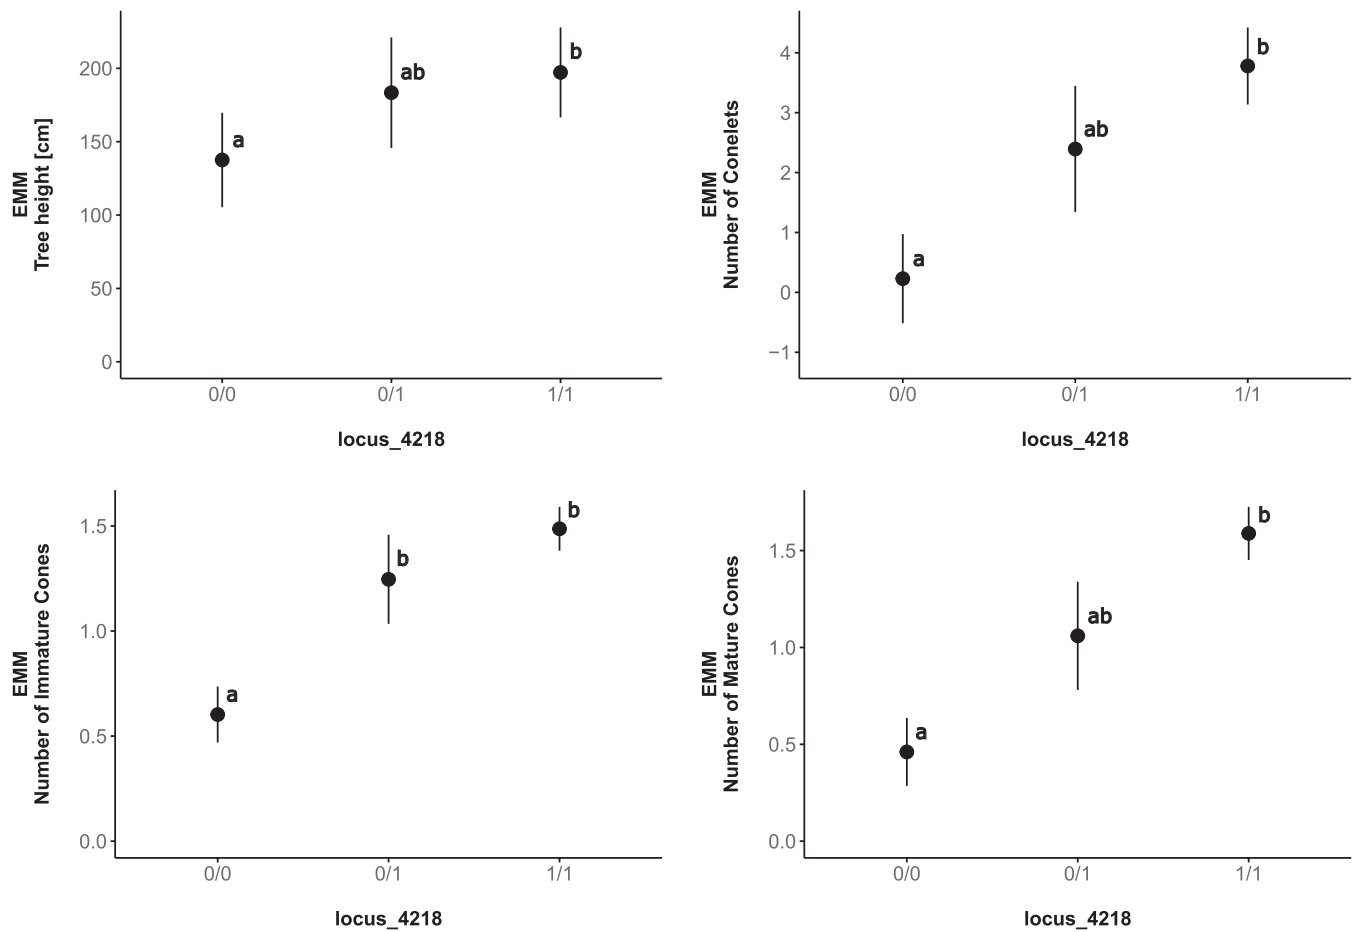 EMM
Tree height [cm]
200
150
100
50
0
a
ab
b
0/0
0/1
1/1
locus_4218
EMM
Number of Conelets
4
3
2
1
0
−1
a
ab
b
0/0
0/1
1/1
locus_4218
EMM
Number of Immature Cones
1.5
1.0
0.5
0.0
a
b
b
0/0
0/1
1/1
locus_4218
EMM
Number of Mature Cones
1.5
1.0
0.5
0.0
a
ab
b
0/0
0/1
1/1
locus_4218